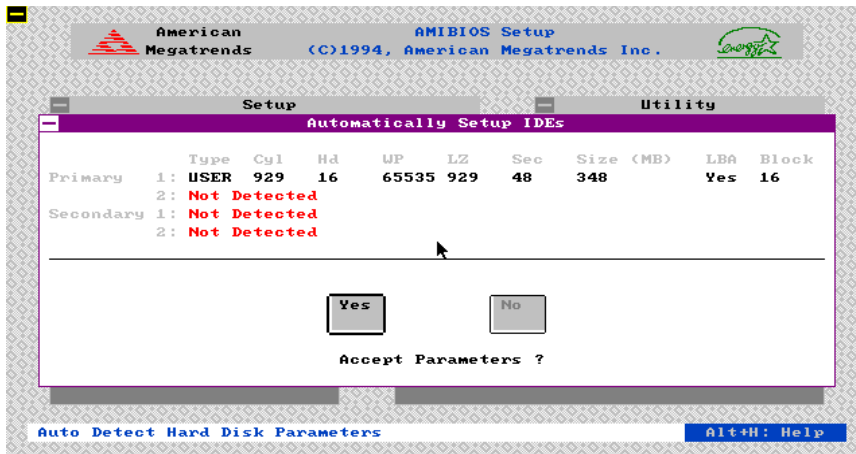 American AMIBIOS Setup
Megatrends (C)1994, American Megatrends Inc. energy
Setup Utility
Automatically Setup IDEs
Type Cyl Hd WP LZ Sec Size (MB) LBA Block
Primary 1: USER 929 16 65535 929 48 348 Yes 16
2: Not Detected
Secondary 1: Not Detected
2: Not Detected
Yes No
Accept Parameters ?
Auto Detect Hard Disk Parameters Alt+H: Help